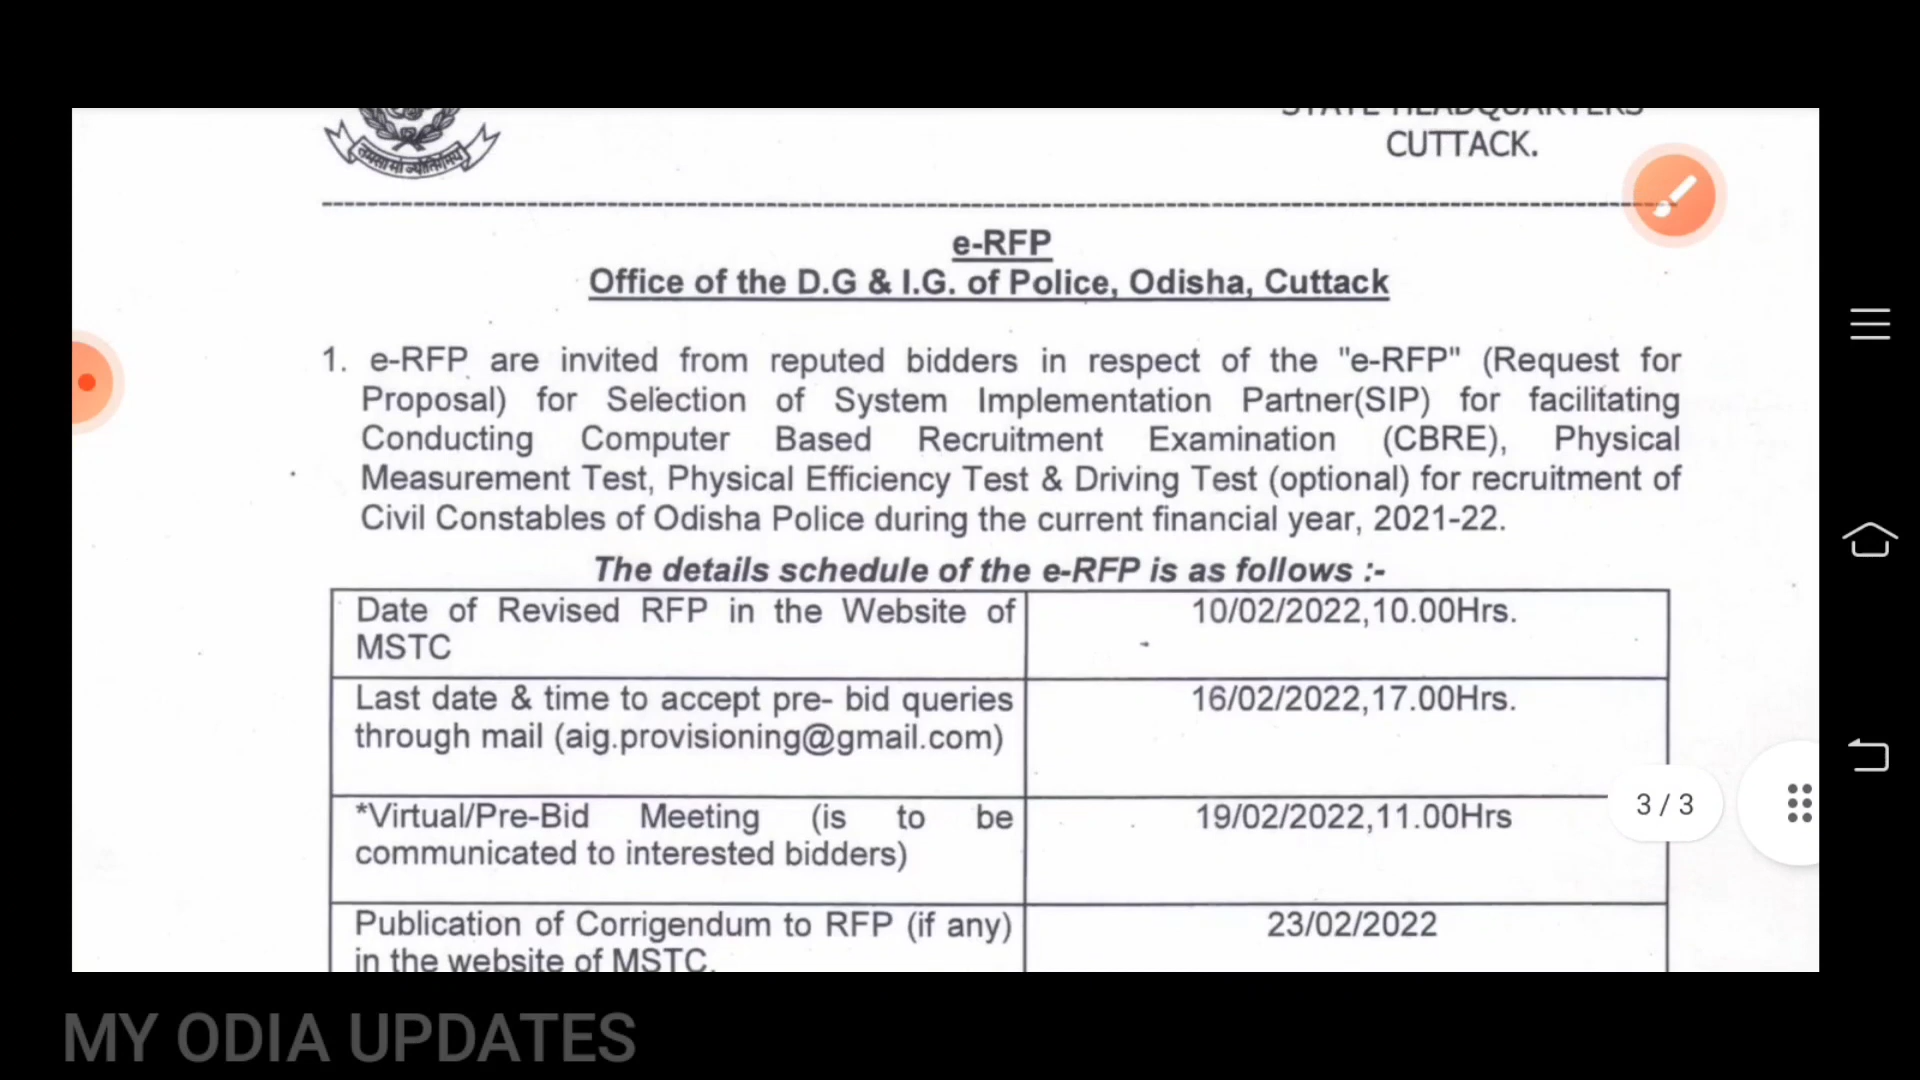 STATE HEADQUARTERS
CUTTACK.
तमसो मा ज्योतिर्गमय
e-RFP
Office of the D.G & I.G. of Police, Odisha, Cuttack
1. e-RFP are invited from reputed bidders in respect of the "e-RFP" (Request for
Proposal) for Selection of System Implementation Partner(SIP) for facilitating
Conducting Computer Based Recruitment Examination (CBRE), Physical
Measurement Test, Physical Efficiency Test & Driving Test (optional) for recruitment of
Civil Constables of Odisha Police during the current financial year, 2021-22.
The details schedule of the e-RFP is as follows :-
Date of Revised RFP in the Website of
MSTC
10/02/2022,10.00Hrs.
Last date & time to accept pre- bid queries
through mail (aig.provisioning@gmail.com)
16/02/2022,17.00Hrs.
*Virtual/Pre-Bid Meeting (is to be
communicated to interested bidders)
19/02/2022,11.00Hrs
3 / 3
Publication of Corrigendum to RFP (if any)
in the website of MSTC.
23/02/2022
MY ODIA UPDATES